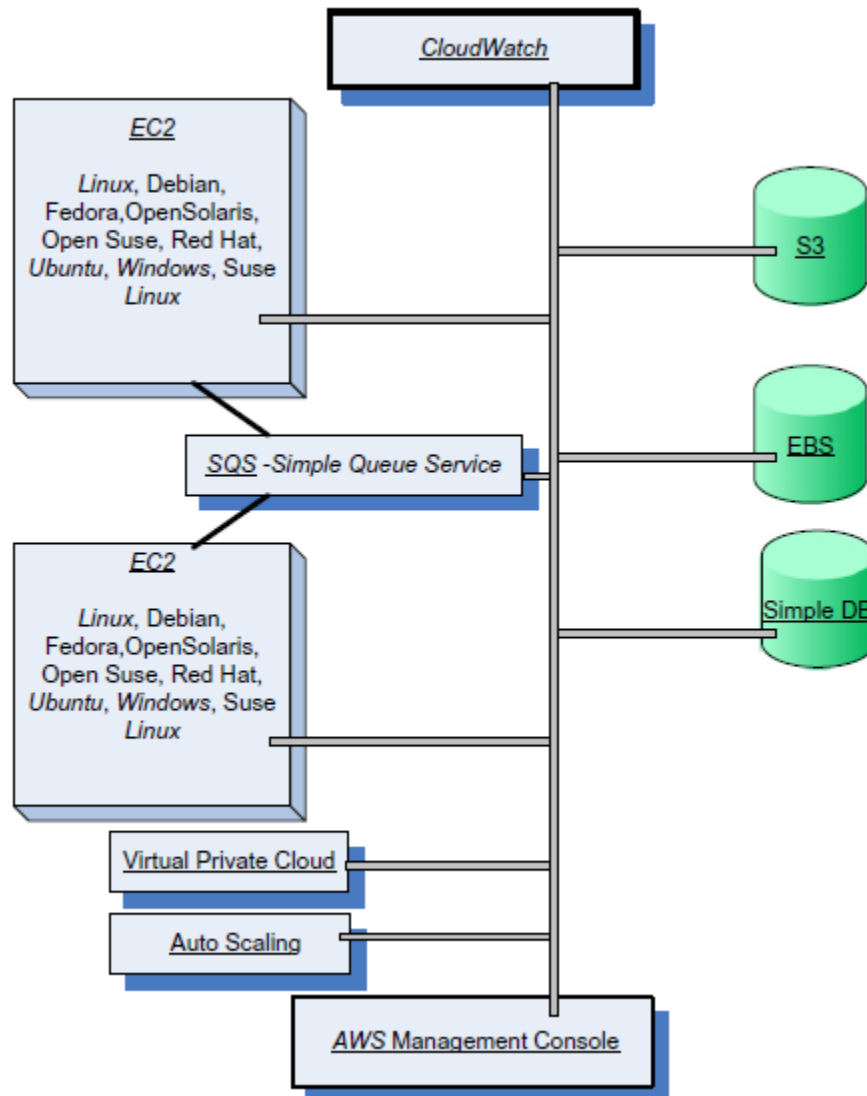 CloudWatch
EC2
Linux, Debian,
Fedora,OpenSolaris,
Open Suse, Red Hat,
Ubuntu, Windows, Suse
Linux
S3
SQS -Simple Queue Service
EBS
EC2
Linux, Debian,
Fedora,OpenSolaris,
Open Suse, Red Hat,
Ubuntu, Windows, Suse
Linux
Simple DB
Virtual Private Cloud
Auto Scaling
AWS Management Console